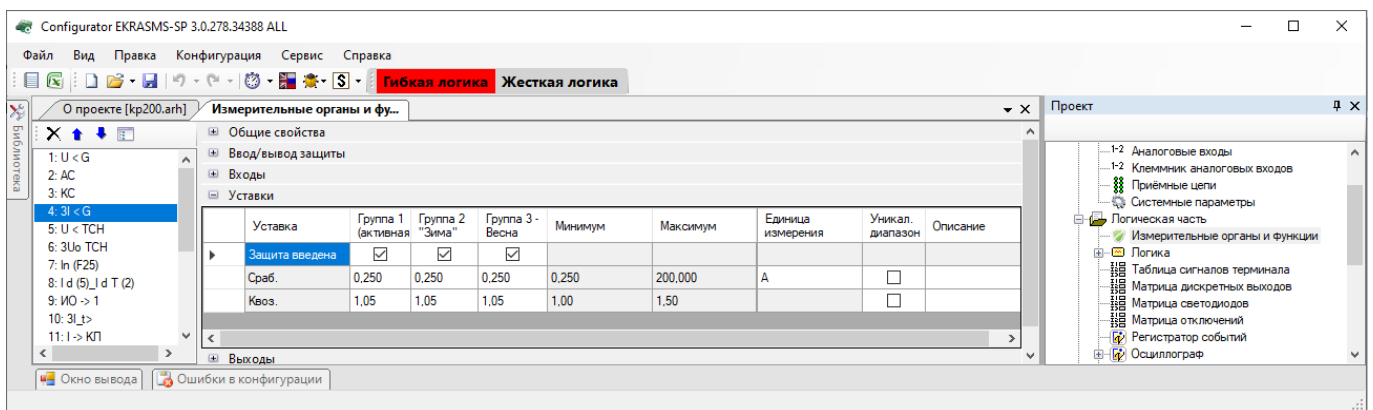 Configurator EKRASMS-SP 3.0.278.34388 ALL
Файл Вид Правка Конфигурация Сервис Справка
Гибкая логика Жесткая логика
Библиотека
О проекте [kp200.arh] Измерительные органы и фу...
1: U < G
2: AC
3: KC
4: 3I < G
5: U < ТСН
6: 3Uo ТСН
7: In (F25)
8: I d (5)_I d T (2)
9: ИО -> 1
10: 3I_t>
11: I -> КП
Общие свойства
Ввод/вывод защиты
Входы
Уставки
Уставка Группа 1 (активная Группа 2 "Зима" Группа 3 - Весна Минимум Максимум Единица измерения Уникал. диапазон Описание
Защита введена
Сраб. 0,250 0,250 0,250 0,250 200,000 А
Квоз. 1,05 1,05 1,05 1,00 1,50
Выходы
Проект
1-2 Аналоговые входы
1-2 Клеммник аналоговых входов
Приёмные цепи
Системные параметры
Логическая часть
Измерительные органы и функции
Логика
Таблица сигналов терминала
Матрица дискретных выходов
Матрица светодиодов
Матрица отключений
Регистратор событий
Осциллограф
Окно вывода Ошибки в конфигурации